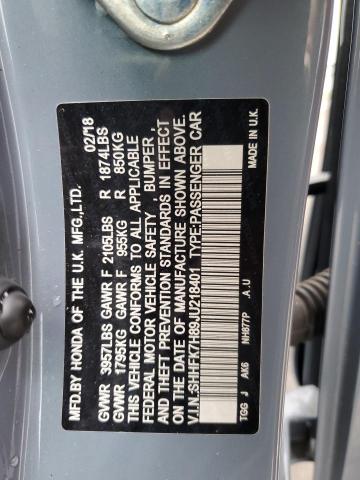 MFD.BY HONDA OF THE U.K. MFG.,LTD. 02/18
GVWR 3957LBS GAWR F 2105LBS R 1874LBS
GVWR 1795KG GAWR F 955KG R 850KG
THIS VEHICLE CONFORMS TO ALL APPLICABLE
FEDERAL MOTOR VEHICLE SAFETY , BUMPER ,
AND THEFT PREVENTION STANDARDS IN EFFECT
ON THE DATE OF MANUFACTURE SHOWN ABOVE.
V.I.N.:SHHFK7H89JU218401 TYPE:PASSENGER CAR
TGG J AK6 NH877P .A .U MADE IN U.K.